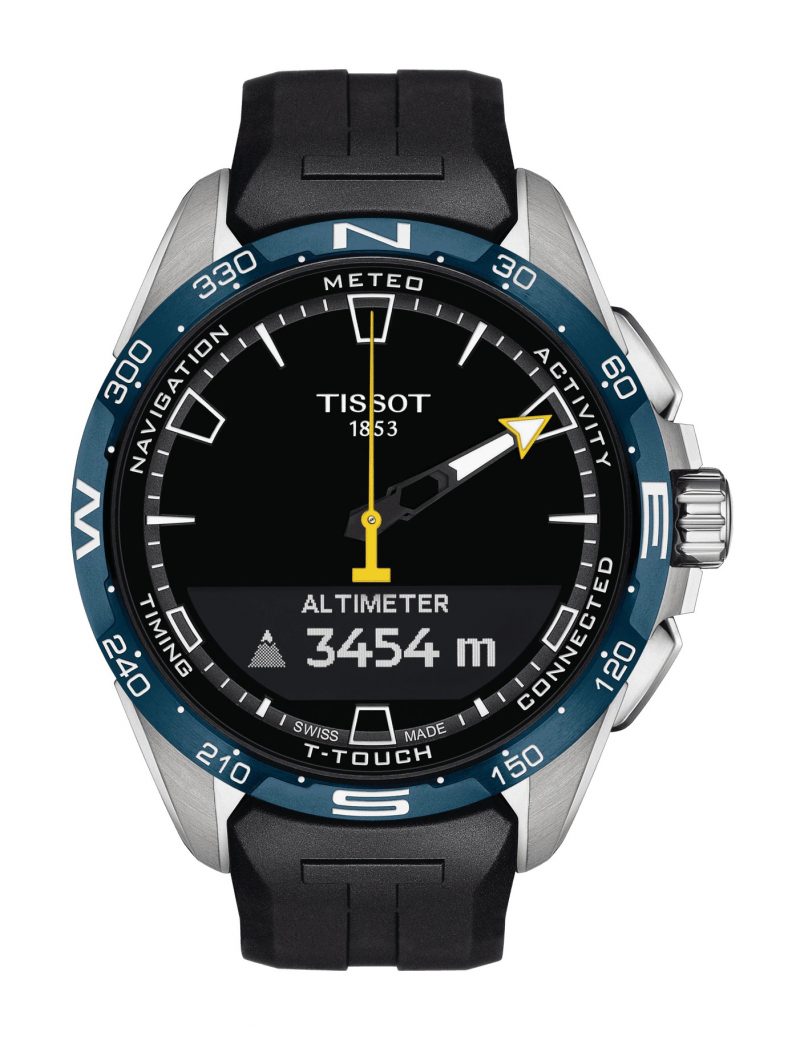 N
30
60
E
120
150
S
210
240
W
300
330
METEO
ACTIVITY
CONNECTED
T-TOUCH
TIMING
NAVIGATION
TISSOT
1853
ALTIMETER
3454 m
SWISS MADE